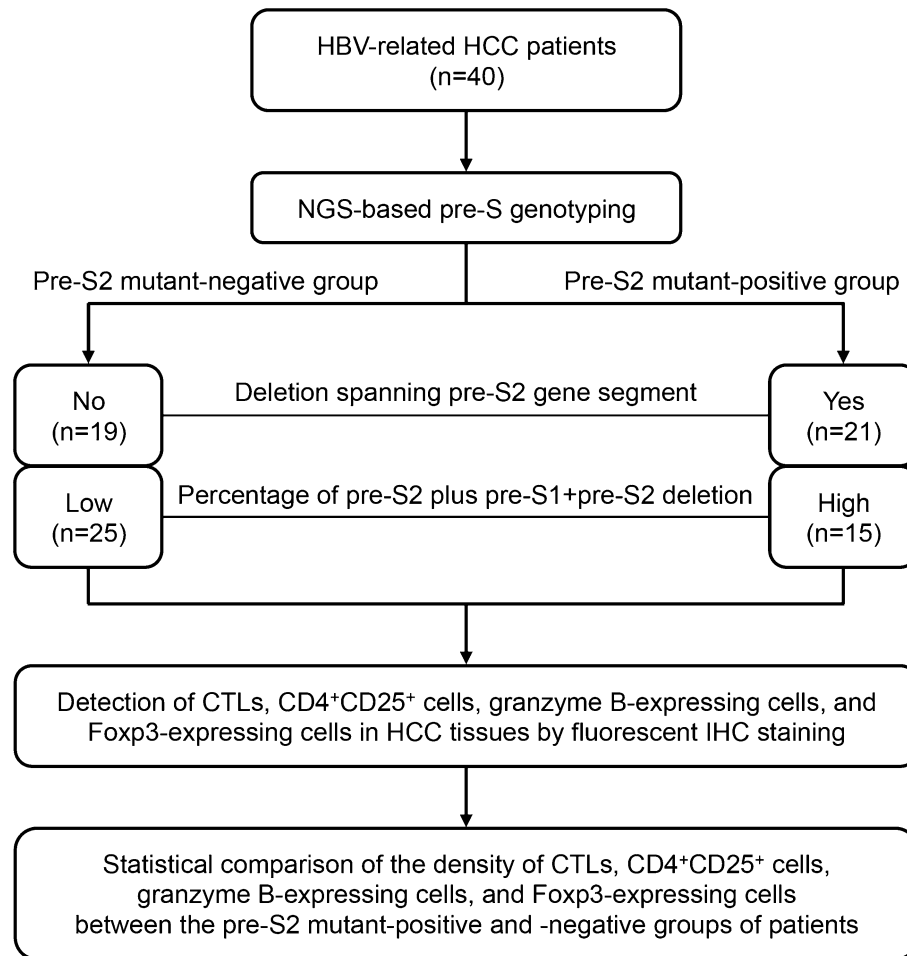 HBV-related HCC patients
(n=40)
NGS-based pre-S genotyping
Pre-S2 mutant-negative group
Pre-S2 mutant-positive group
No
(n=19)
Deletion spanning pre-S2 gene segment
Yes
(n=21)
Low
(n=25)
Percentage of pre-S2 plus pre-S1+pre-S2 deletion
High
(n=15)
Detection of CTLs, CD4⁺CD25⁺ cells, granzyme B-expressing cells, and
Foxp3-expressing cells in HCC tissues by fluorescent IHC staining
Statistical comparison of the density of CTLs, CD4⁺CD25⁺ cells,
granzyme B-expressing cells, and Foxp3-expressing cells
between the pre-S2 mutant-positive and -negative groups of patients